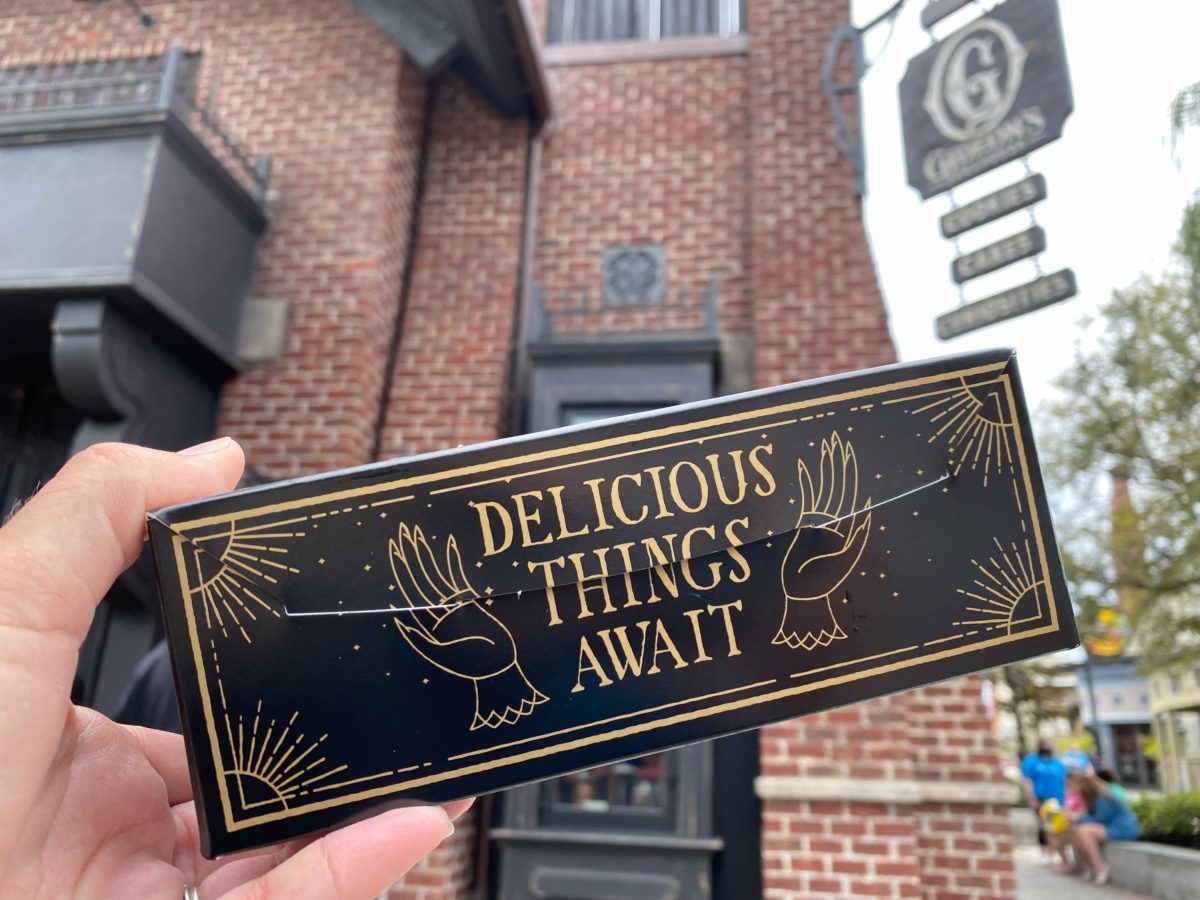 G
GIDEON'S
COOKIES
CAKES
CURIOSITIES
DELICIOUS
THINGS
AWAIT